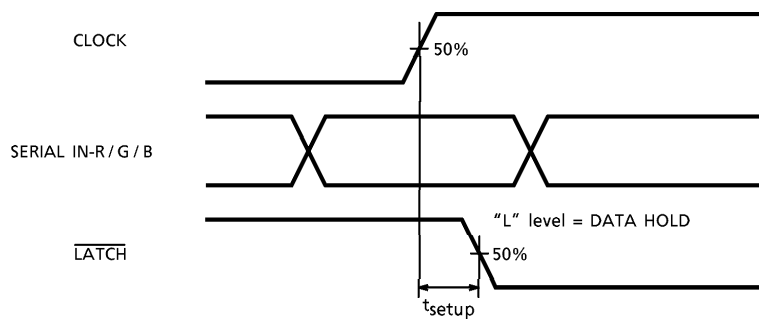 CLOCK
50%
SERIAL IN-R / G / B
"L" level = DATA HOLD
LATCH
50%
tsetup